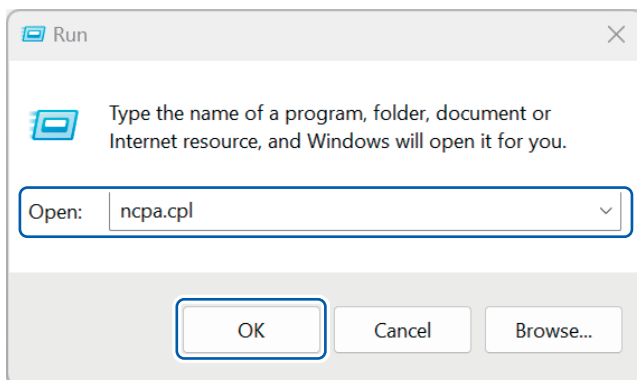 Run
Type the name of a program, folder, document or
Internet resource, and Windows will open it for you.
Open: ncpa.cpl
OK Cancel Browse...